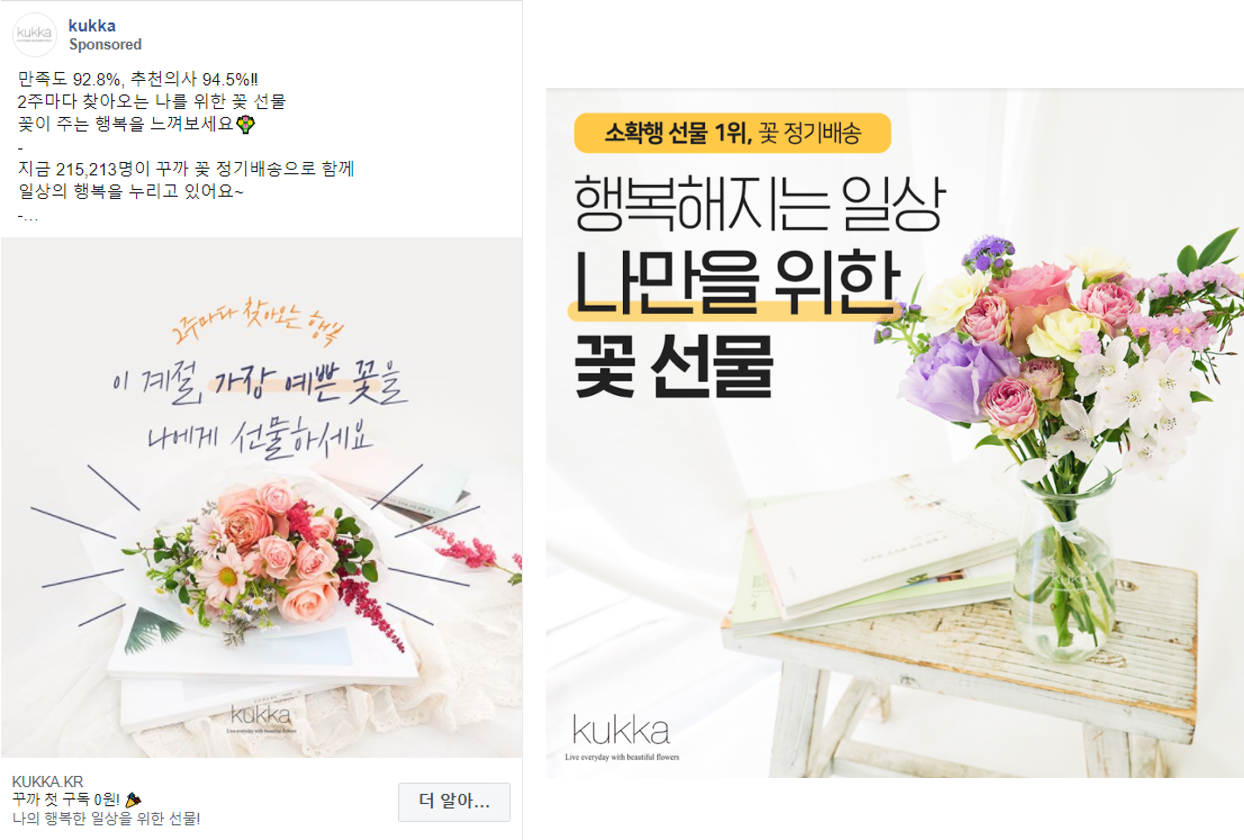 kukka
kukka
Sponsored
만족도 92.8%, 추천의사 94.5%!!
2주마다 찾아오는 나를 위한 꽃 선물
꽃이 주는 행복을 느껴보세요💐
-
지금 215,213명이 꾸까 꽃 정기배송으로 함께
일상의 행복을 누리고 있어요~
-...
2주마다 찾아오는 행복
이 계절, 가장 예쁜 꽃을
나에게 선물하세요
kukka
Live everyday with beautiful flowers
KUKKA.KR
꾸까 첫 구독 0원! 🎉
나의 행복한 일상을 위한 선물!
더 알아...
소확행 선물 1위, 꽃 정기배송
행복해지는 일상
나만을 위한
꽃 선물
kukka
kukka
Live everyday with beautiful flowers